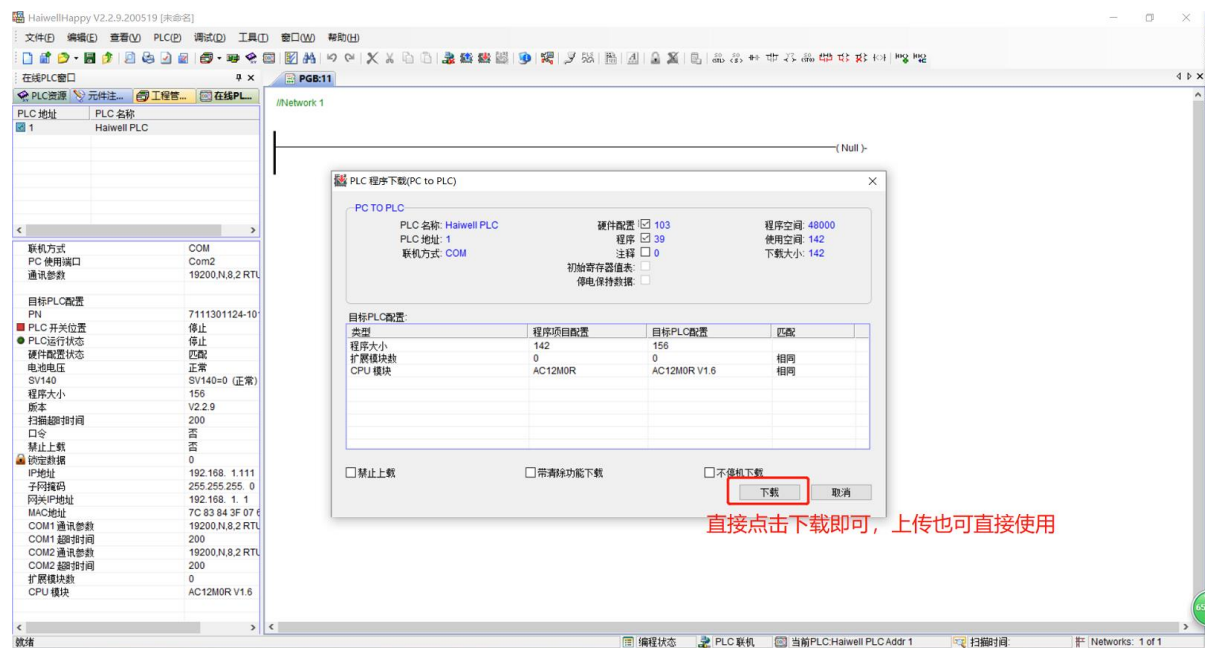 HaiwellHappy V2.2.9.200519 [未命名]
文件(F) 编辑(E) 查看(V) PLC(P) 调试(D) 工具(T) 窗口(W) 帮助(H)
在线PLC窗口
PGB:11
PLC资源 元件注... 工程管... 在线PL...
PLC 地址 PLC 名称
1 Haiwell PLC
//Network 1
( Null )-
联机方式 COM
PC 使用端口 Com2
通讯参数 19200,N,8,2 RTU
目标PLC配置
PN 7111301124-10
PLC 开关位置 停止
PLC运行状态 停止
硬件配置状态 匹配
电池电压 正常
SV140 SV140=0 (正常)
程序大小 156
版本 V2.2.9
扫描超时时间 200
口令 否
禁止上载 否
锁定数据 0
IP地址 192.168. 1.111
子网掩码 255.255.255. 0
网关IP地址 192.168. 1. 1
MAC地址 7C 83 84 3F 07
COM1 通讯参数 19200,N,8,2 RTU
COM1 超时时间 200
COM2 通讯参数 19200,N,8,2 RTU
COM2 超时时间 200
扩展模块数 0
CPU 模块 AC12M0R V1.6
PLC 程序下载(PC to PLC)
PC TO PLC
PLC 名称: Haiwell PLC 硬件配置 103 程序空间: 48000
PLC 地址: 1 程序 39 使用空间: 142
联机方式: COM 注释 0 下载大小: 142
初始寄存器值表:
停电保持数据:
目标PLC配置:
类型 程序项目配置 目标PLC配置 匹配
程序大小 142 156
扩展模块数 0 0 相同
CPU 模块 AC12M0R AC12M0R V1.6 相同
禁止上载 带清除功能下载 不停机下载
下载 取消
直接点击下载即可，上传也可直接使用
就绪 编程状态 PLC 联机 当前PLC:Haiwell PLC Addr 1 扫描时间: Networks: 1 of 1